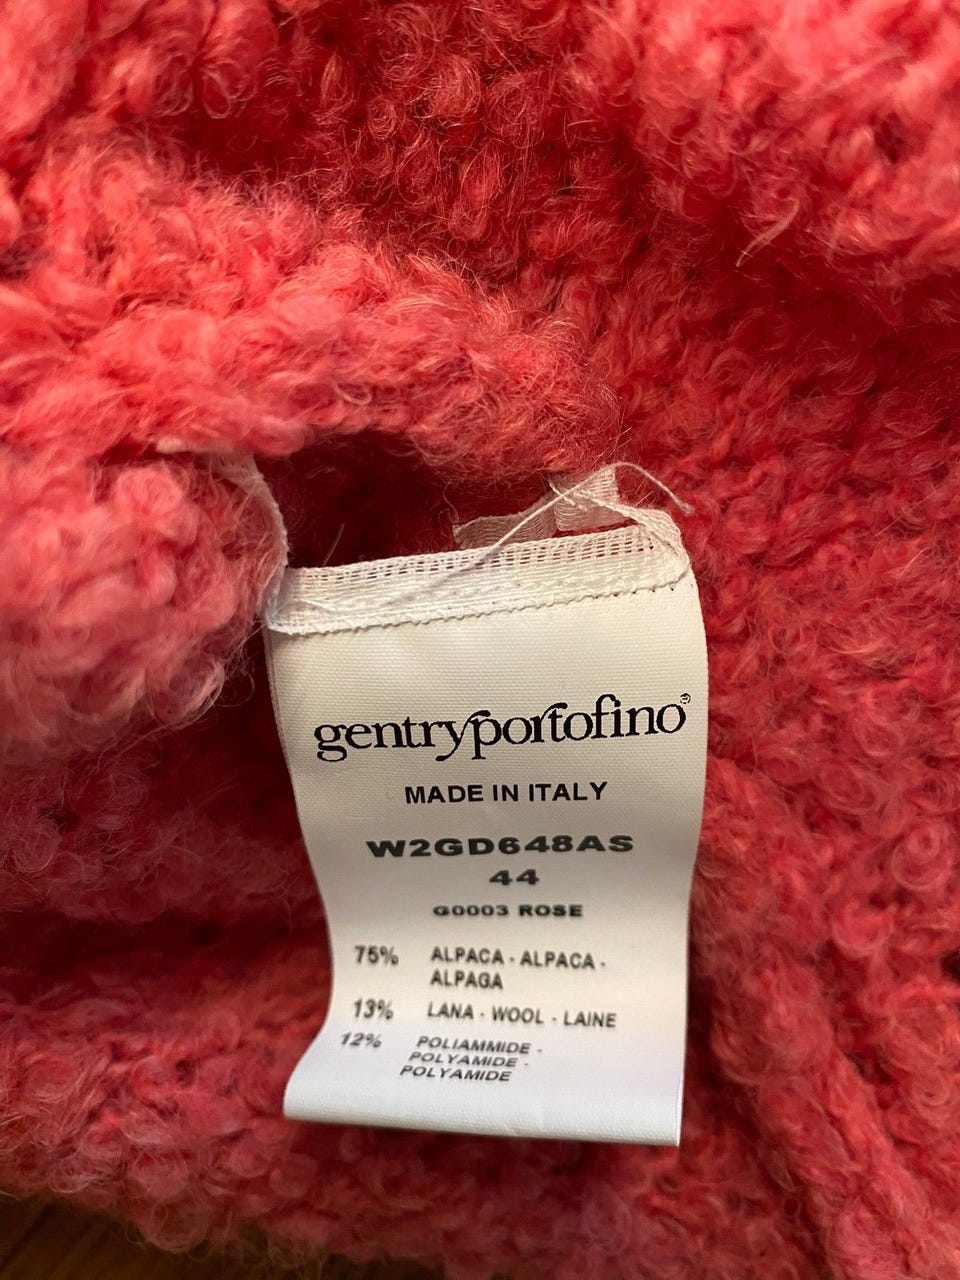 gentryportofino®
MADE IN ITALY
W2GD648AS
44
G0003 ROSE
75% ALPACA - ALPACA -
ALPAGA
13% LANA - WOOL - LAINE
12% POLIAMMIDE -
POLYAMIDE -
POLYAMIDE